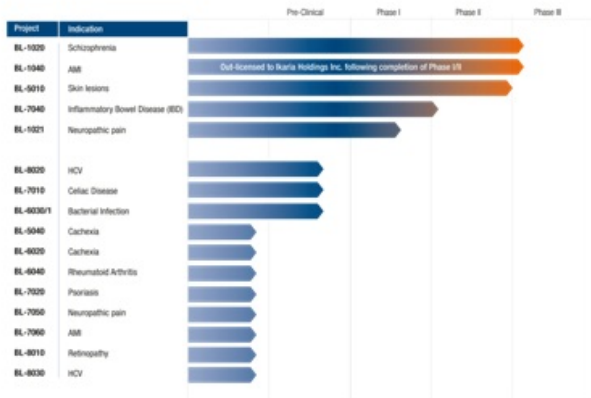 Pre-Clinical Phase I Phase II Phase III
Project Indication
BL-1020 Schizophrenia
BL-1040 AMI Out-licensed to Ikaria Holdings Inc. following completion of Phase I/II
BL-5010 Skin lesions
BL-7040 Inflammatory Bowel Disease (IBD)
BL-1021 Neuropathic pain
BL-8020 HCV
BL-7010 Celiac Disease
BL-6030/1 Bacterial Infection
BL-5040 Cachexia
BL-6020 Cachexia
BL-6040 Rheumatoid Arthritis
BL-7020 Psoriasis
BL-7050 Neuropathic pain
BL-7060 AMI
BL-8010 Retinopathy
BL-8030 HCV